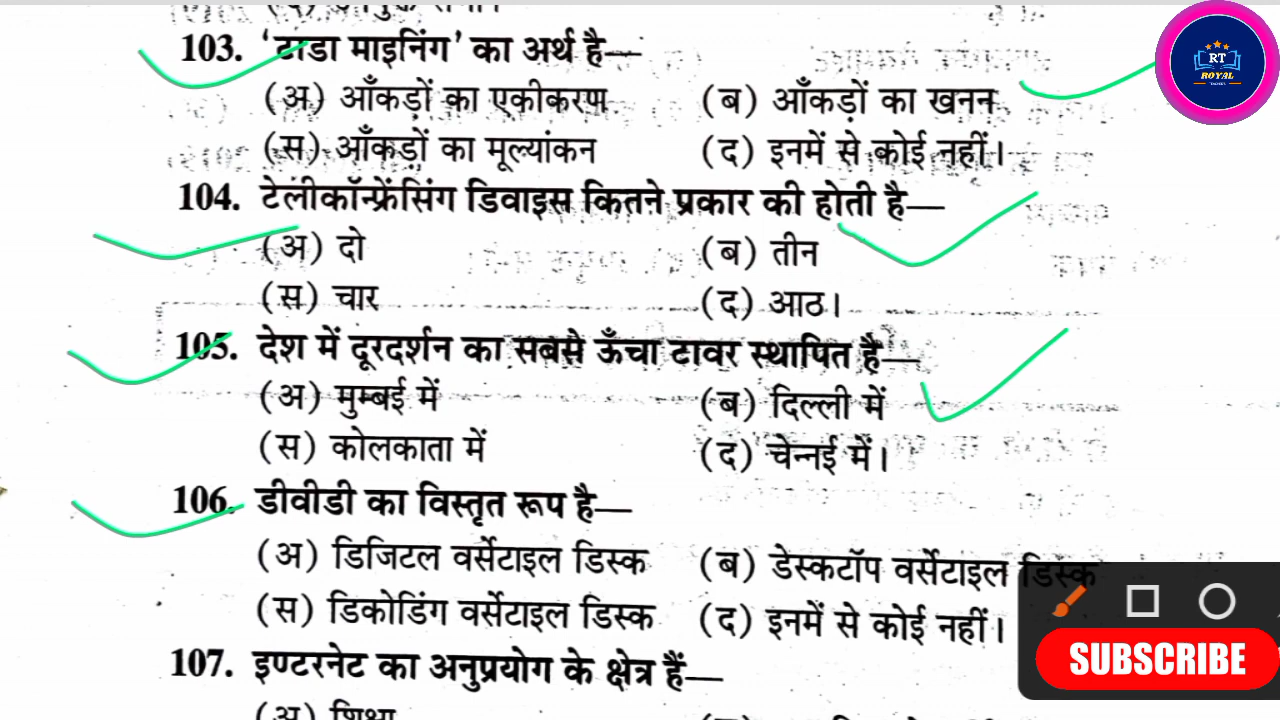 103. 'टाडा माइनिंग' का अर्थ है—
(अ) आँकड़ों का एकीकरण (ब) आँकड़ों का खनन
(स) आँकड़ों का मूल्यांकन (द) इनमें से कोई नहीं।
104. टेलीकॉन्फ्रेंसिंग डिवाइस कितने प्रकार की होती है—
(अ) दो (ब) तीन
(स) चार (द) आठ।
105. देश में दूरदर्शन का सबसे ऊँचा टावर स्थापित है—
(अ) मुम्बई में (ब) दिल्ली में
(स) कोलकाता में (द) चेन्नई में।
106. डीवीडी का विस्तृत रूप है—
(अ) डिजिटल वर्सेटाइल डिस्क (ब) डेस्कटॉप वर्सेटाइल डिस्क
(स) डिकोडिंग वर्सेटाइल डिस्क (द) इनमें से कोई नहीं।
107. इण्टरनेट का अनुप्रयोग के क्षेत्र हैं—
(अ) शिक्षा
RT
ROYAL
SUBSCRIBE